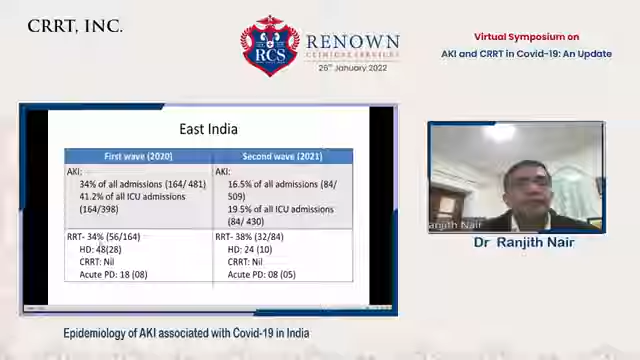 CRRT, INC.
RCS
RENOWN
CLINICAL SERVICES
26th January 2022
Virtual Symposium on
AKI and CRRT in Covid-19: An Update
East India
First wave (2020)
Second wave (2021)
AKI:
34% of all admissions (164/ 481)
41.2% of all ICU admissions
(164/398)
AKI:
16.5% of all admissions (84/
509)
19.5% of all ICU admissions
(84/ 430)
RRT- 34% (56/164)
HD: 48(28)
CRRT: Nil
Acute PD: 18 (08)
RRT- 38% (32/84)
HD: 24 (10)
CRRT: Nil
Acute PD: 08 (05)
anjith Nair
Dr Ranjith Nair
Epidemiology of AKI associated with Covid-19 in India